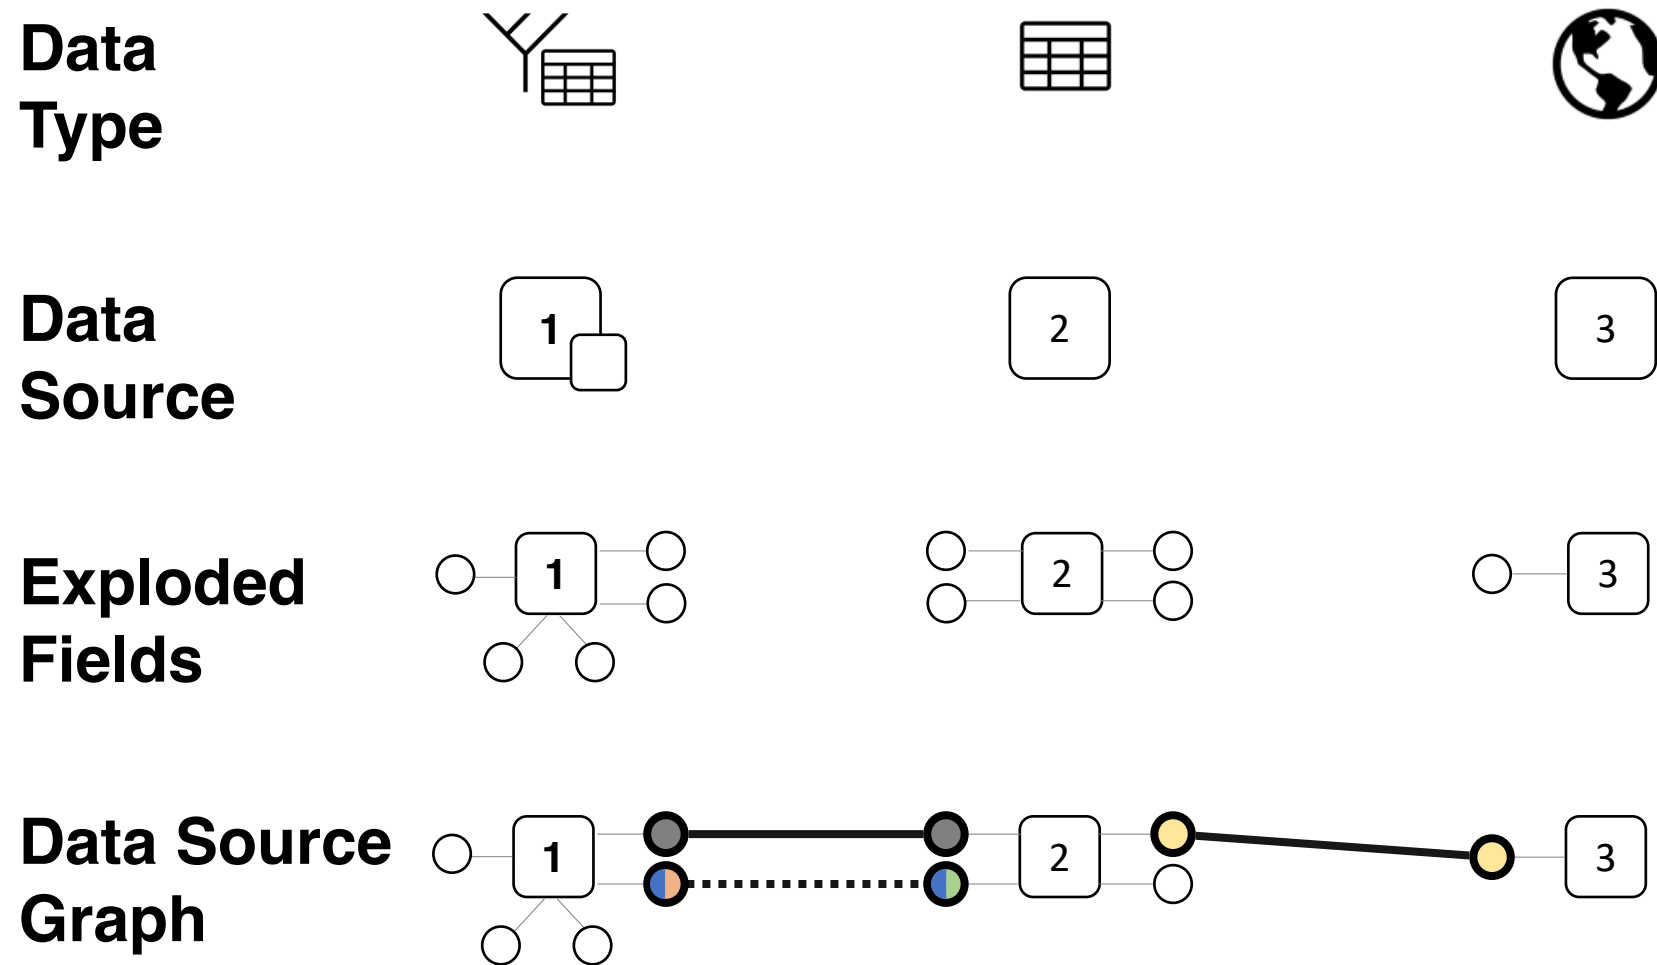 Data
Type
Data
Source
1
2
3
Exploded
Fields
1
2
3
Data Source
Graph
1
2
3